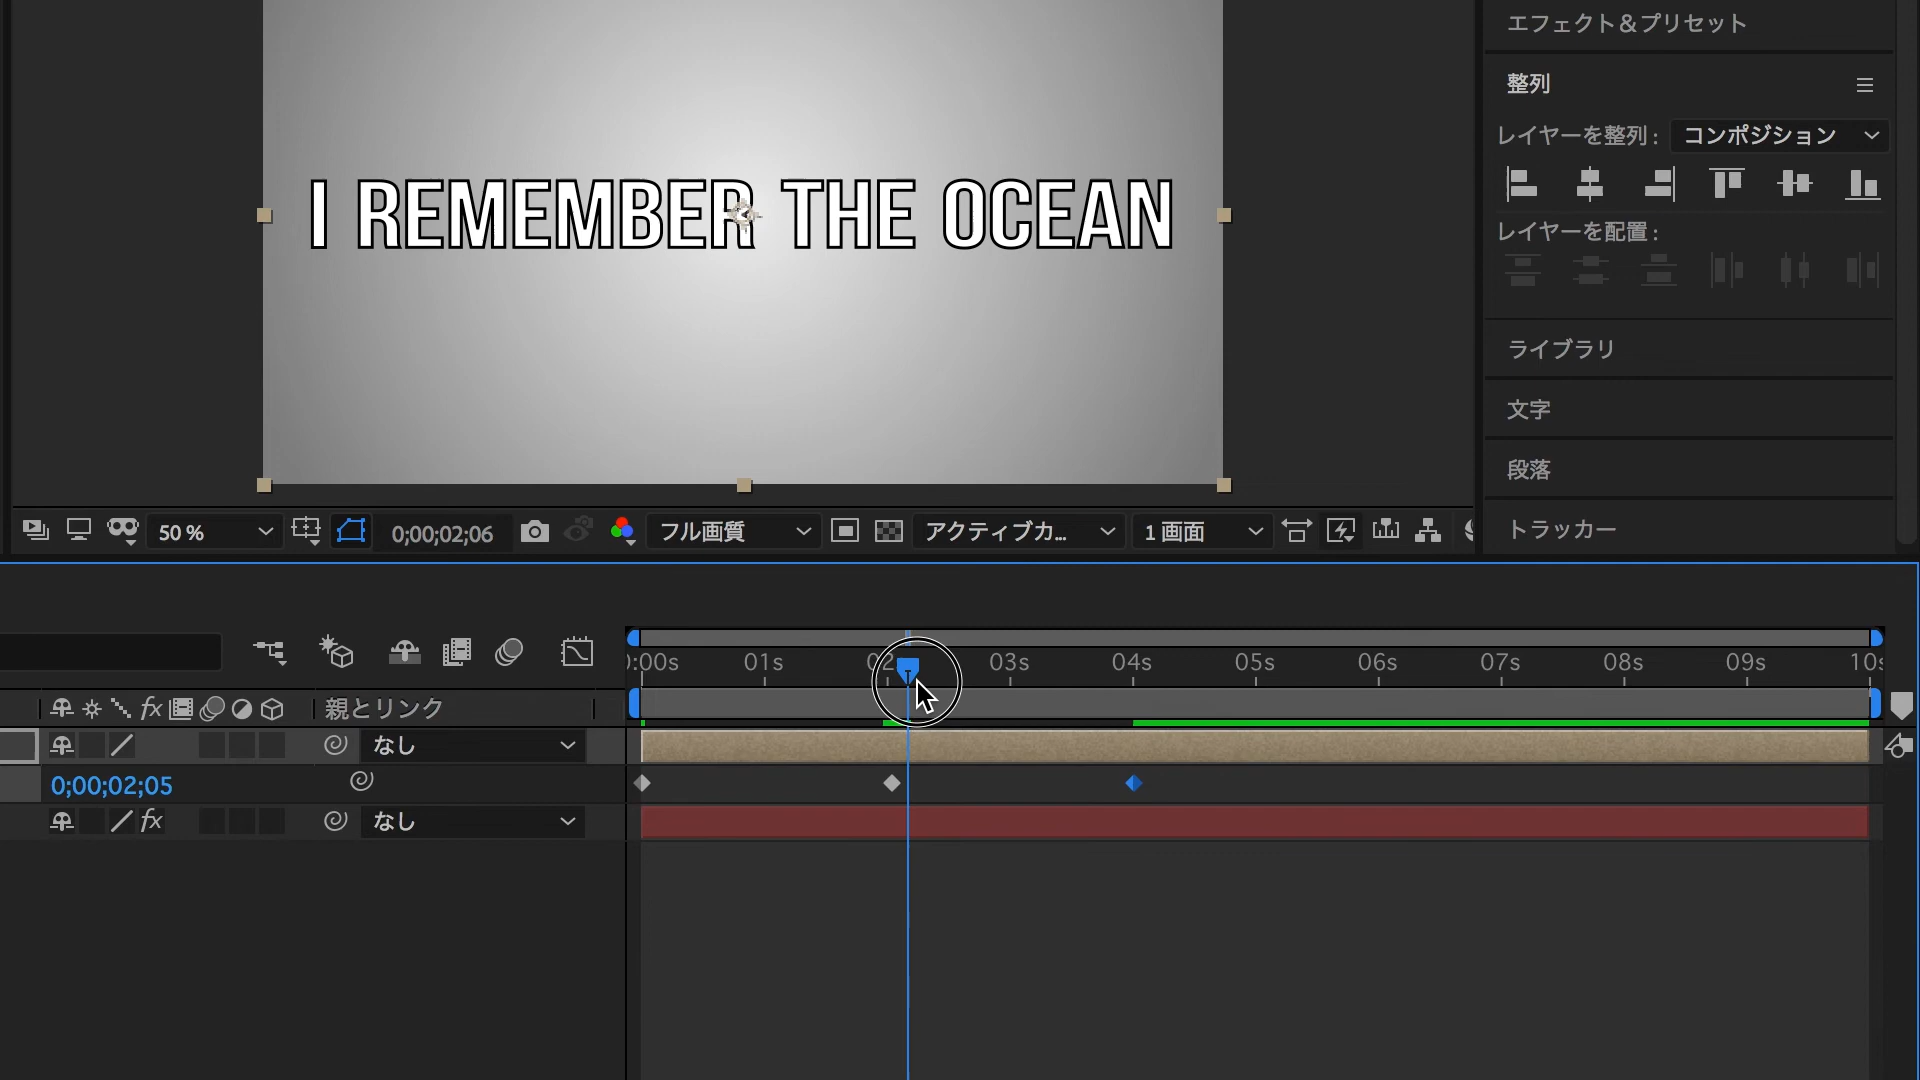 エフェクト＆プリセット
整列
レイヤーを整列 :
コンポジション
レイヤーを配置 :
ライブラリ
文字
段落
トラッカー
I REMEMBER THE OCEAN
50 %
0;00;02;06
フル画質
アクティブカ...
1 画面
):00s 01s 02 03s 04s 05s 06s 07s 08s 09s 10s
fx
親とリンク
なし
0;00;02;05
fx
なし